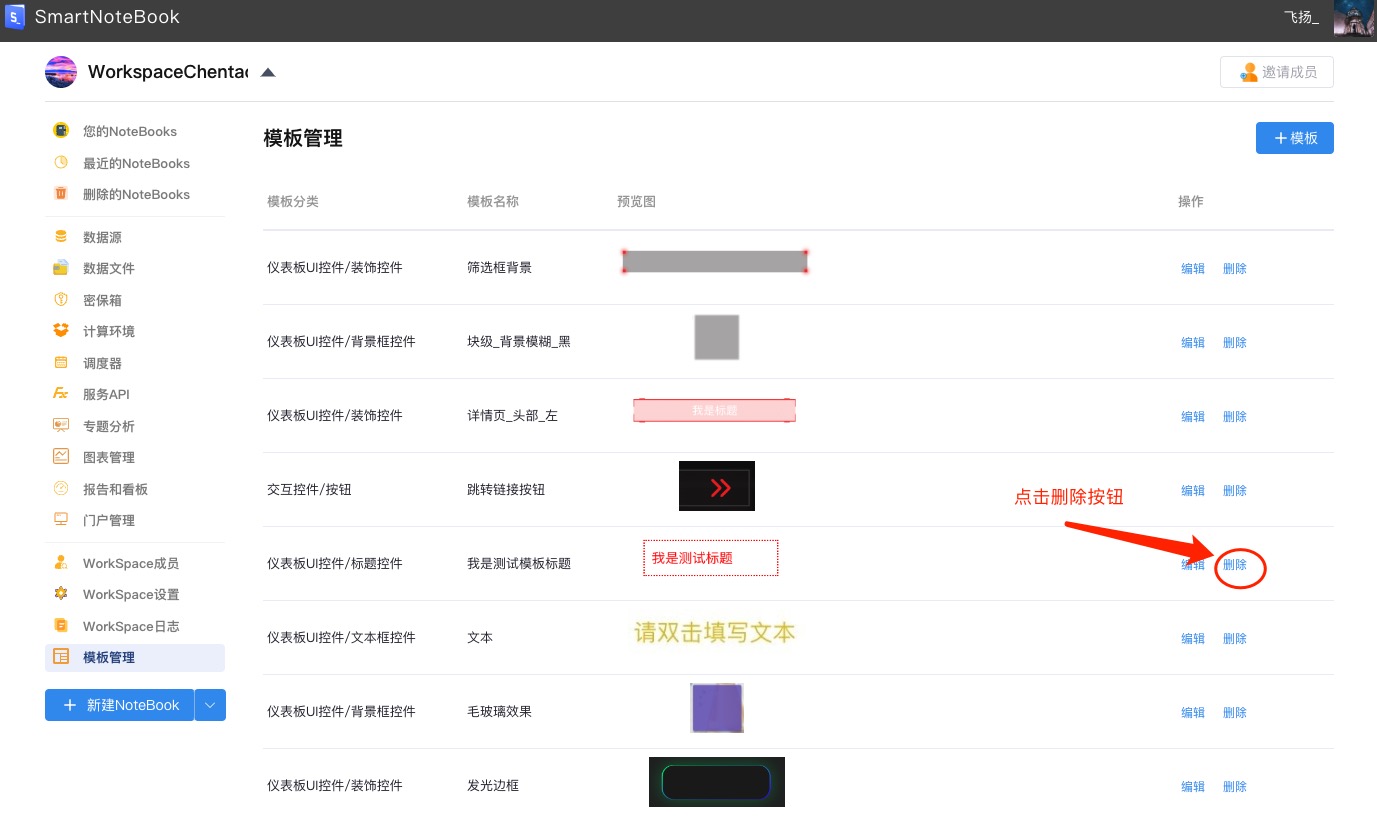 SmartNoteBook
飞扬_
WorkspaceChentao
邀请成员
您的NoteBooks
最近的NoteBooks
删除的NoteBooks
数据源
数据文件
密保箱
计算环境
调度器
服务API
专题分析
图表管理
报告和看板
门户管理
WorkSpace成员
WorkSpace设置
WorkSpace日志
模板管理
新建NoteBook
模板管理
模板
模板分类 模板名称 预览图 操作
仪表板UI控件/装饰控件 筛选框背景 编辑 删除
仪表板UI控件/背景框控件 块级_背景模糊_黑 编辑 删除
仪表板UI控件/装饰控件 详情页_头部_左 我是标题 编辑 删除
交互控件/按钮 跳转链接按钮 编辑 删除
点击删除按钮
仪表板UI控件/标题控件 我是测试模板标题 我是测试标题 编辑 删除
仪表板UI控件/文本框控件 文本 请双击填写文本 编辑 删除
仪表板UI控件/背景框控件 毛玻璃效果 编辑 删除
仪表板UI控件/装饰控件 发光边框 编辑 删除